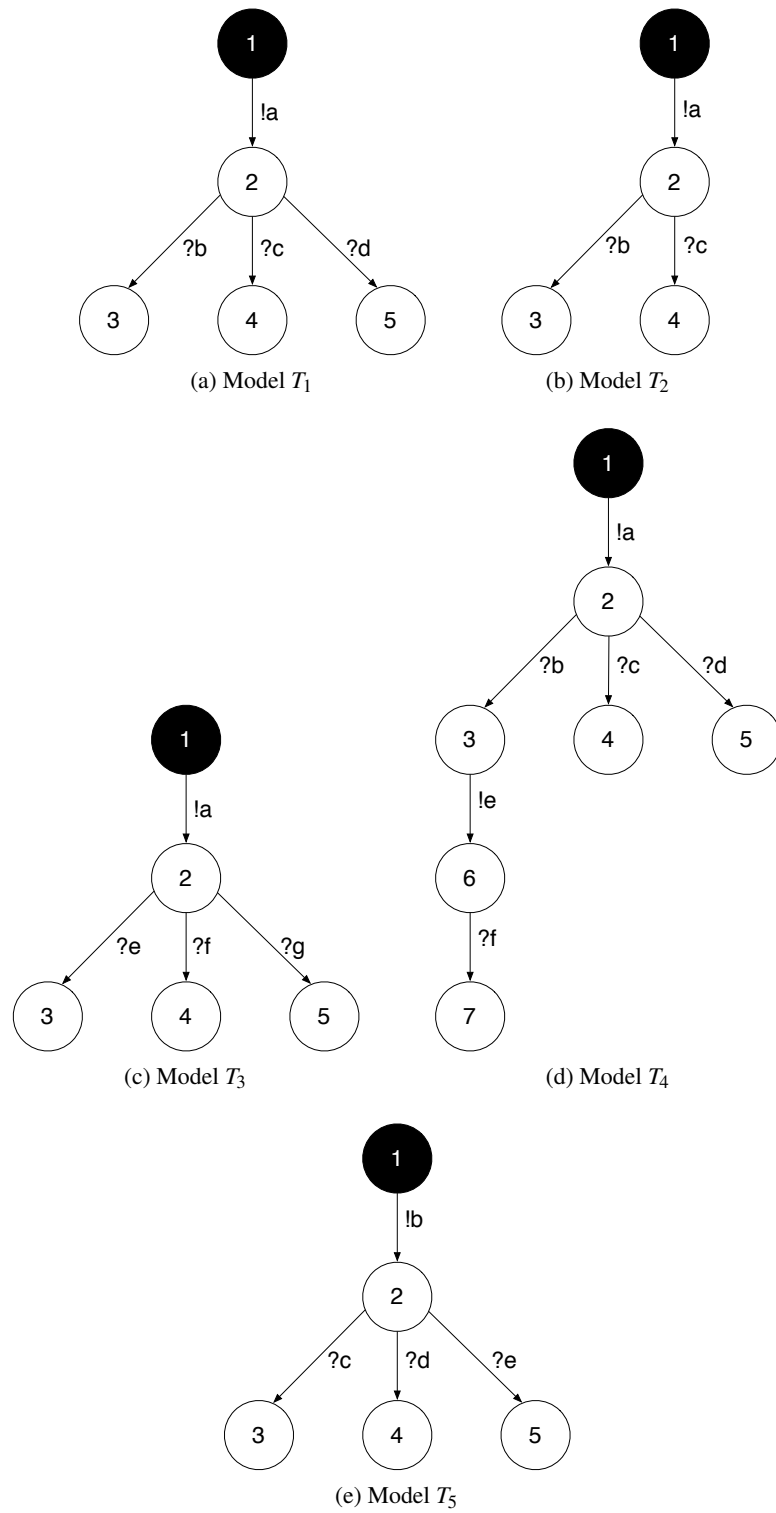 1 1
!a !a
2 2
?b ?c ?d ?b ?c
3 4 5 3 4
(a) Model T1 (b) Model T2
1
!a
2
?b ?c ?d
1 3 4 5
!a !e
2 6
?e ?f ?g ?f
3 4 5 7
(c) Model T3 (d) Model T4
1
!b
2
?c ?d ?e
3 4 5
(e) Model T5